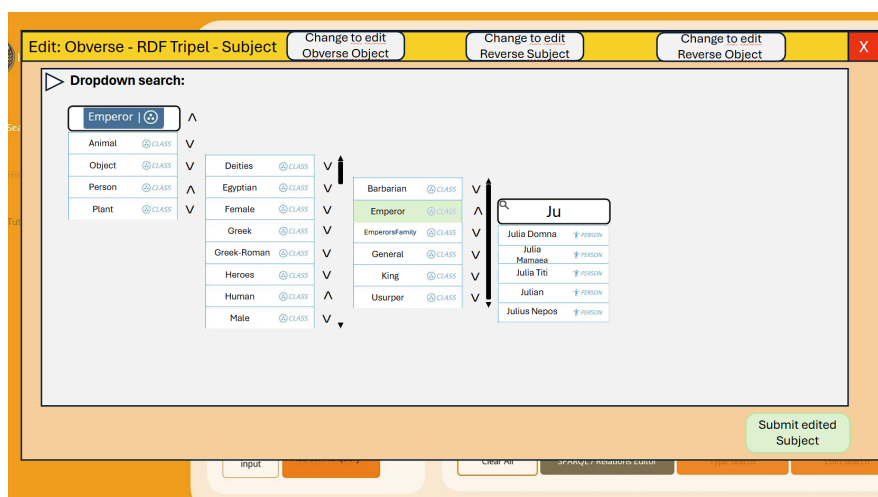 Edit: Obverse - RDF Tripel - Subject
Change to edit
Obverse Object
Change to edit
Reverse Subject
Change to edit
Reverse Object
X
Dropdown search:
Emperor |
Animal CLASS
Object CLASS
Person CLASS
Plant CLASS
Deities CLASS
Egyptian CLASS
Female CLASS
Greek CLASS
Greek-Roman CLASS
Heroes CLASS
Human CLASS
Male CLASS
Barbarian CLASS
Emperor CLASS
EmperorsFamily CLASS
General CLASS
King CLASS
Usurper CLASS
Ju
Julia Domna PERSON
Julia
Mamaea PERSON
Julia Titi PERSON
Julian PERSON
Julius Nepos PERSON
Submit edited
Subject
input
Clear All
SPARQL / Relations Editor